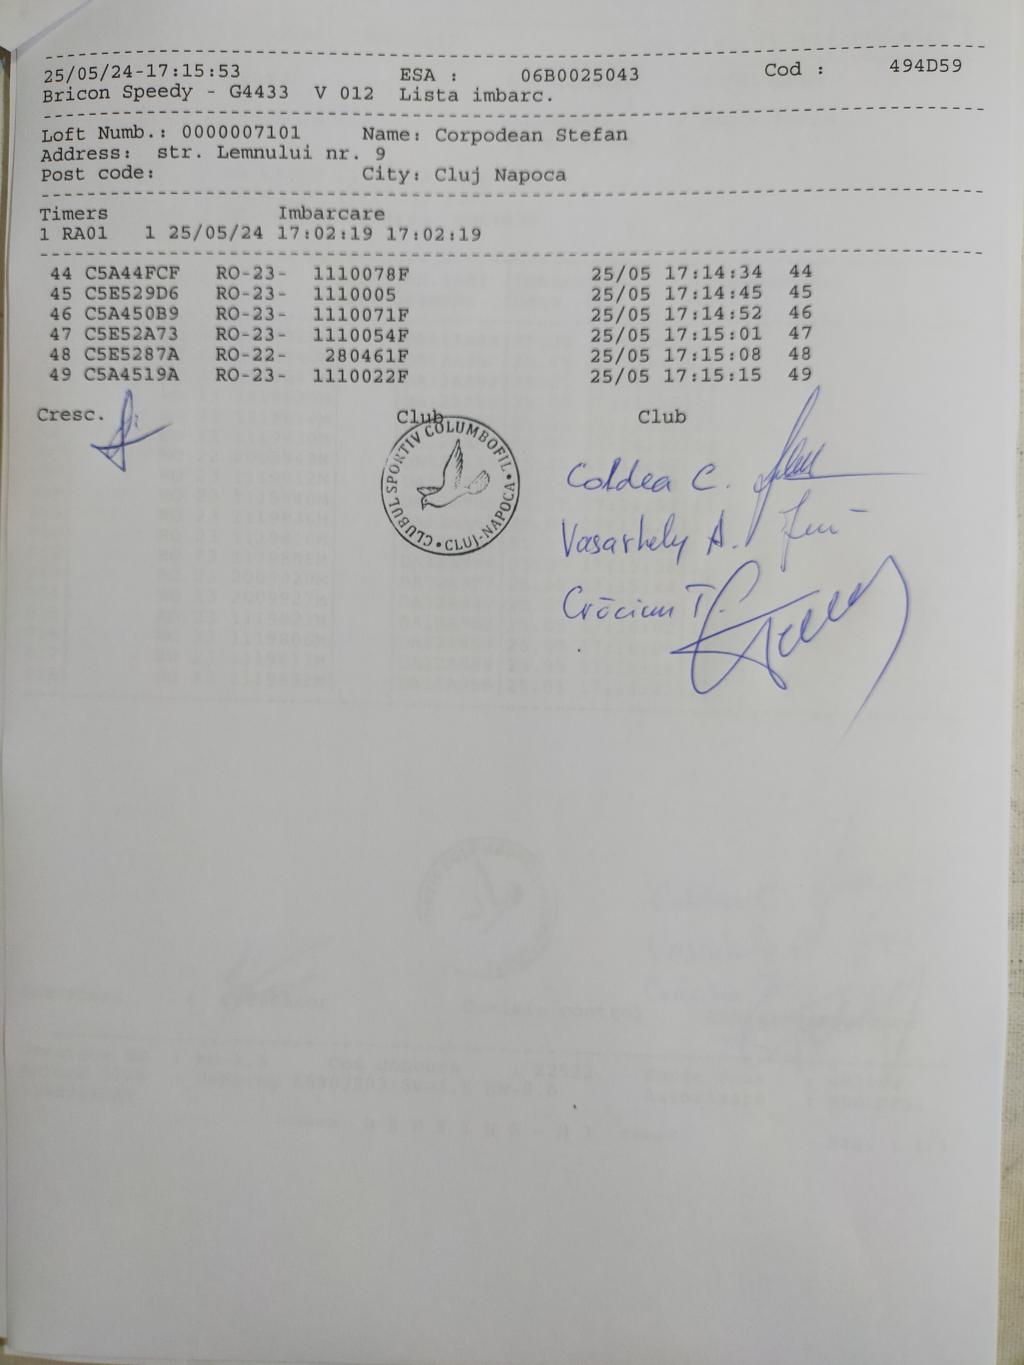 25/05/24-17:15:53 ESA : 06B0025043 Cod : 494D59
Bricon Speedy - G4433 V 012 Lista imbarc.
Loft Numb.: 0000007101 Name: Corpodean Stefan
Address: str. Lemnului nr. 9
Post code: City: Cluj Napoca
Timers Imbarcare
1 RA01 1 25/05/24 17:02:19 17:02:19
44 C5A44FCF RO-23- 1110078F 25/05 17:14:34 44
45 C5E529D6 RO-23- 1110005 25/05 17:14:45 45
46 C5A450B9 RO-23- 1110071F 25/05 17:14:52 46
47 C5E52A73 RO-23- 1110054F 25/05 17:15:01 47
48 C5E5287A RO-22- 280461F 25/05 17:15:08 48
49 C5A4519A RO-23- 1110022F 25/05 17:15:15 49
Cresc. Club Club
CLUBUL SPORTIV COLUMBOFIL • CLUJ-NAPOCA •
Coldea C.
Vasarhely A.